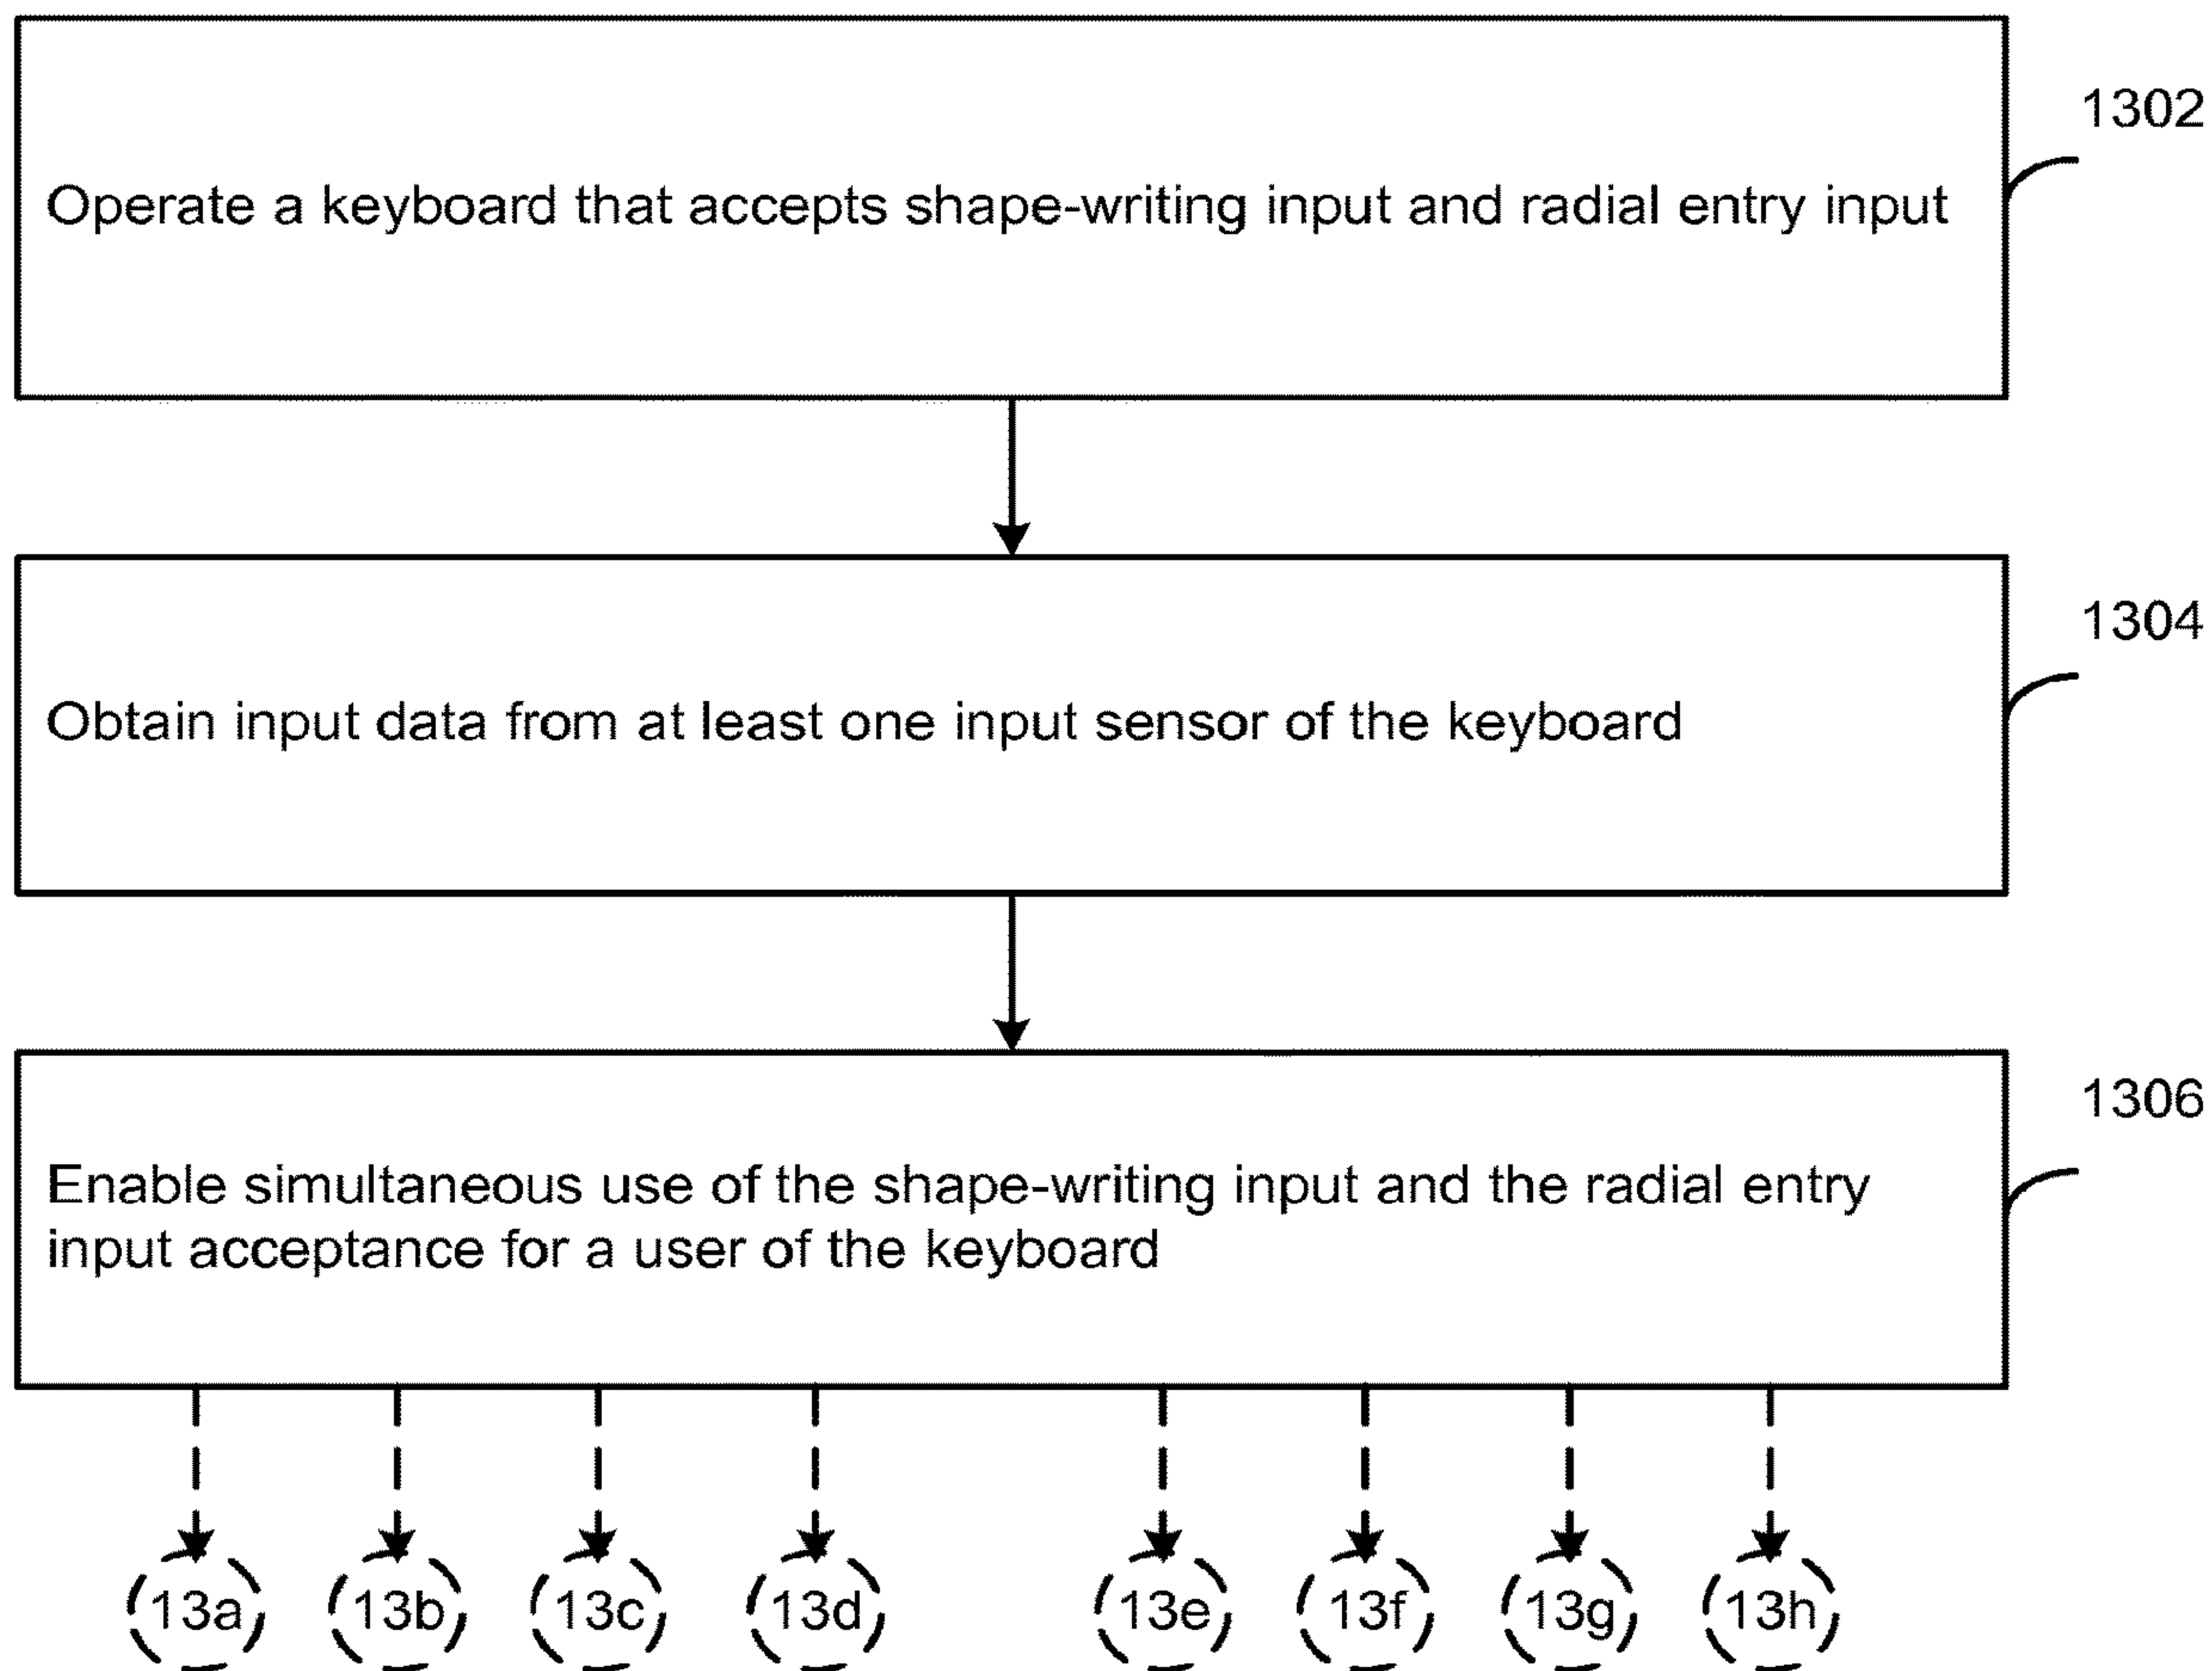 1302
Operate a keyboard that accepts shape-writing input and radial entry input
1304
Obtain input data from at least one input sensor of the keyboard
1306
Enable simultaneous use of the shape-writing input and the radial entry
input acceptance for a user of the keyboard
13a 13b 13c 13d 13e 13f 13g 13h